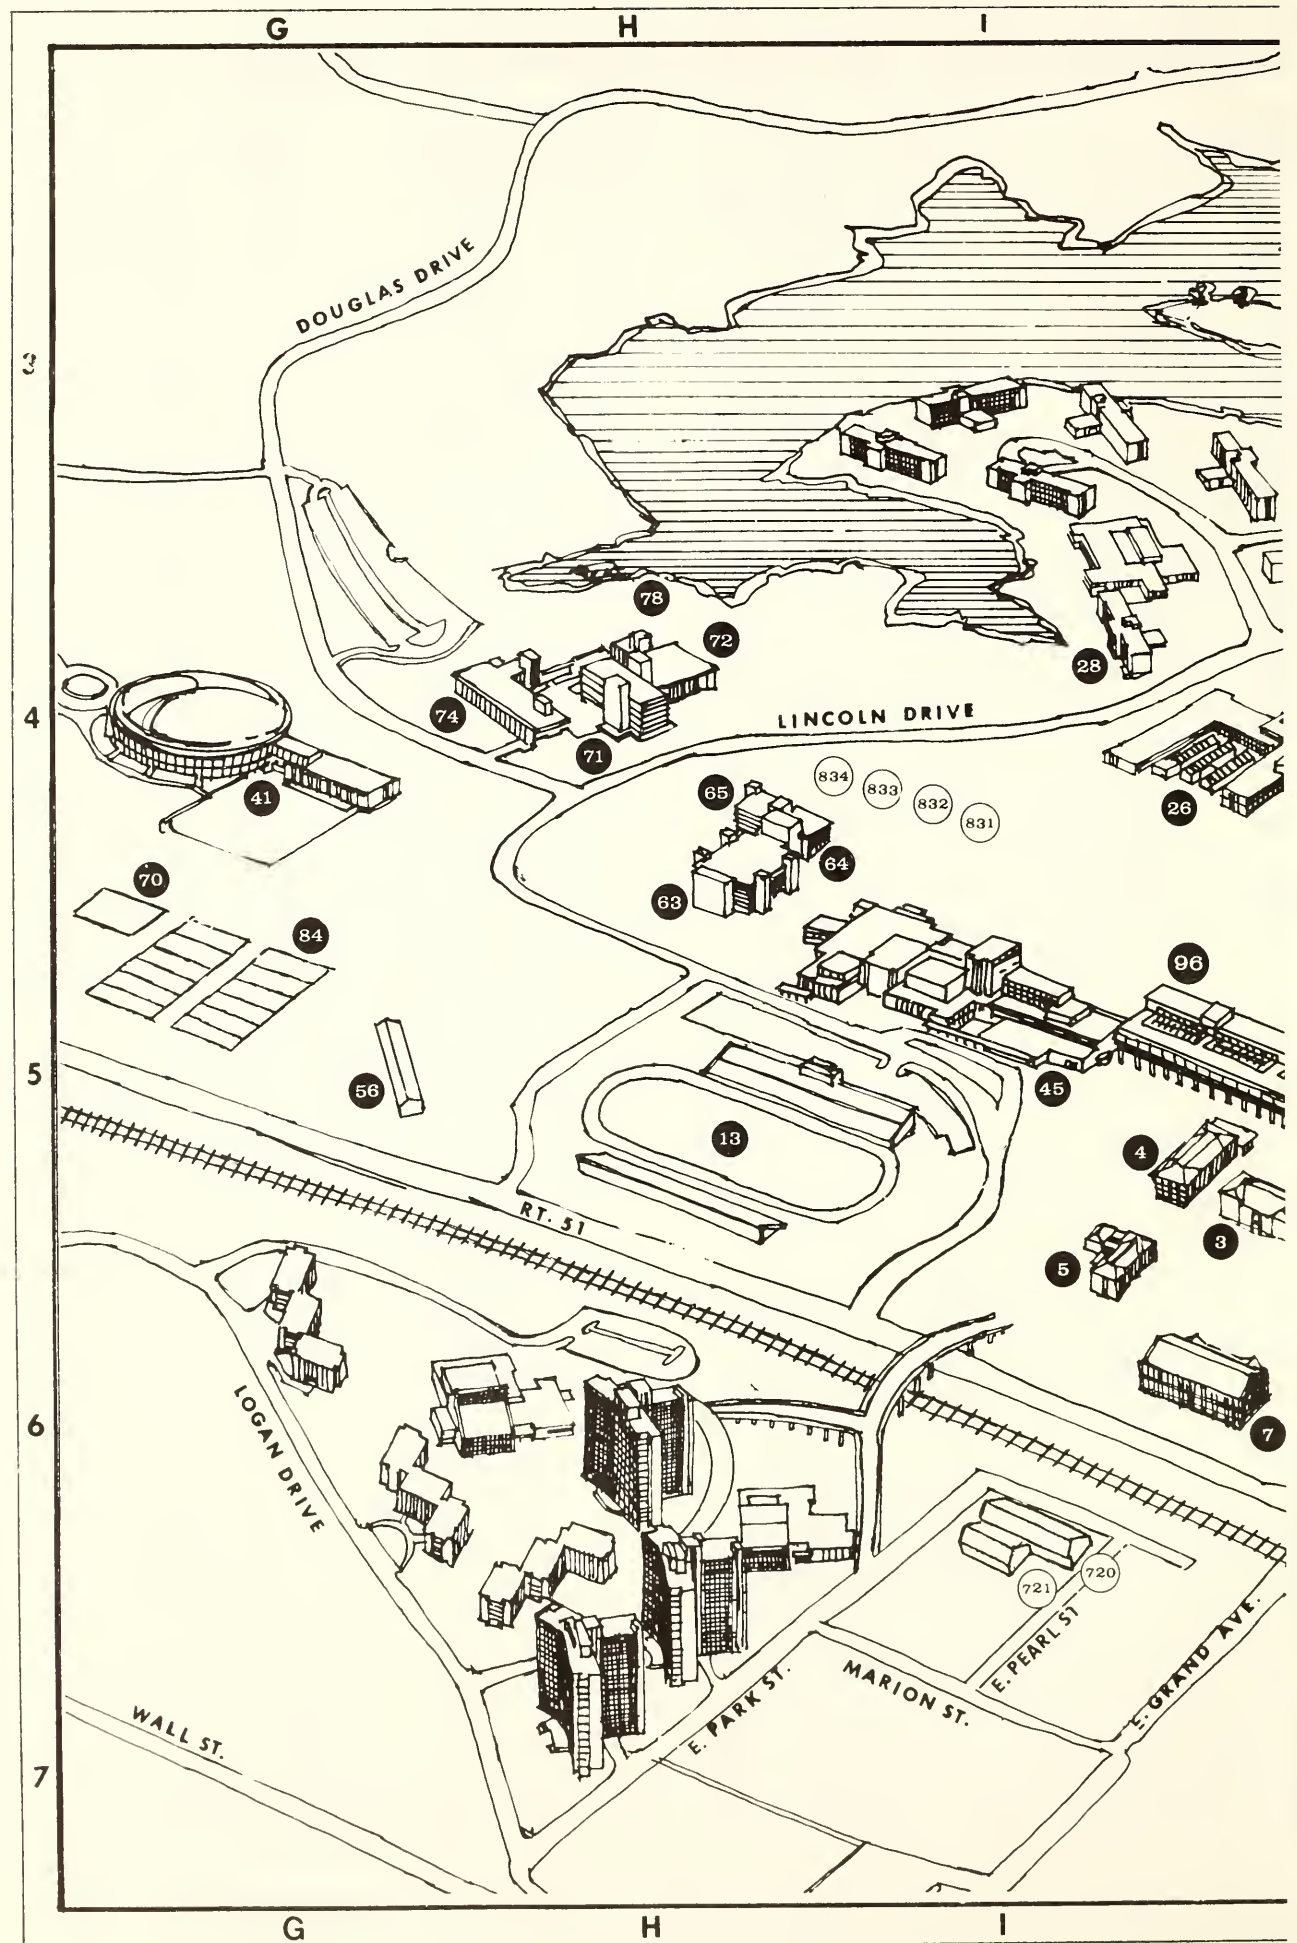 G H I
DOUGLAS DRIVE
3
78
72
28
74
4
LINCOLN DRIVE
71
834 833 832 831
65
41
26
64
70
63
84
96
5
56
45
13
4
RT. 51
3
5
6
7
LOGAN DRIVE
721 720
E. PEARL ST
E. GRAND AVE.
MARION ST.
E. PARK ST.
WALL ST.
7
G H I